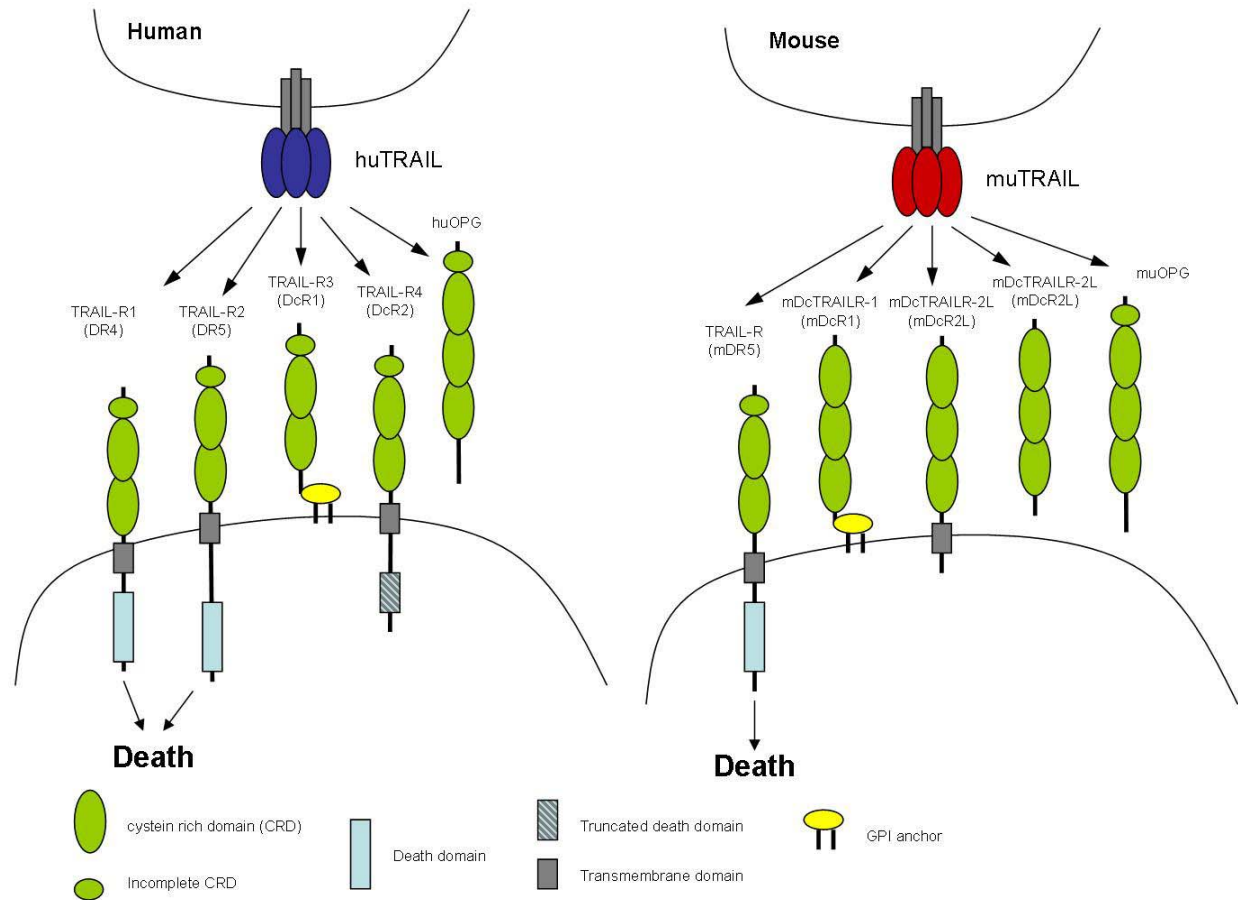 Human
huTRAIL
huOPG
TRAIL-R1
(DR4)
TRAIL-R2
(DR5)
TRAIL-R3
(DcR1)
TRAIL-R4
(DcR2)
Death
Mouse
muTRAIL
TRAIL-R
(mDR5)
mDcTRAILR-1
(mDcR1)
mDcTRAILR-2L
(mDcR2L)
mDcTRAILR-2L
(mDcR2L)
muOPG
Death
cystein rich domain (CRD)
Incomplete CRD
Death domain
Truncated death domain
Transmembrane domain
GPI anchor